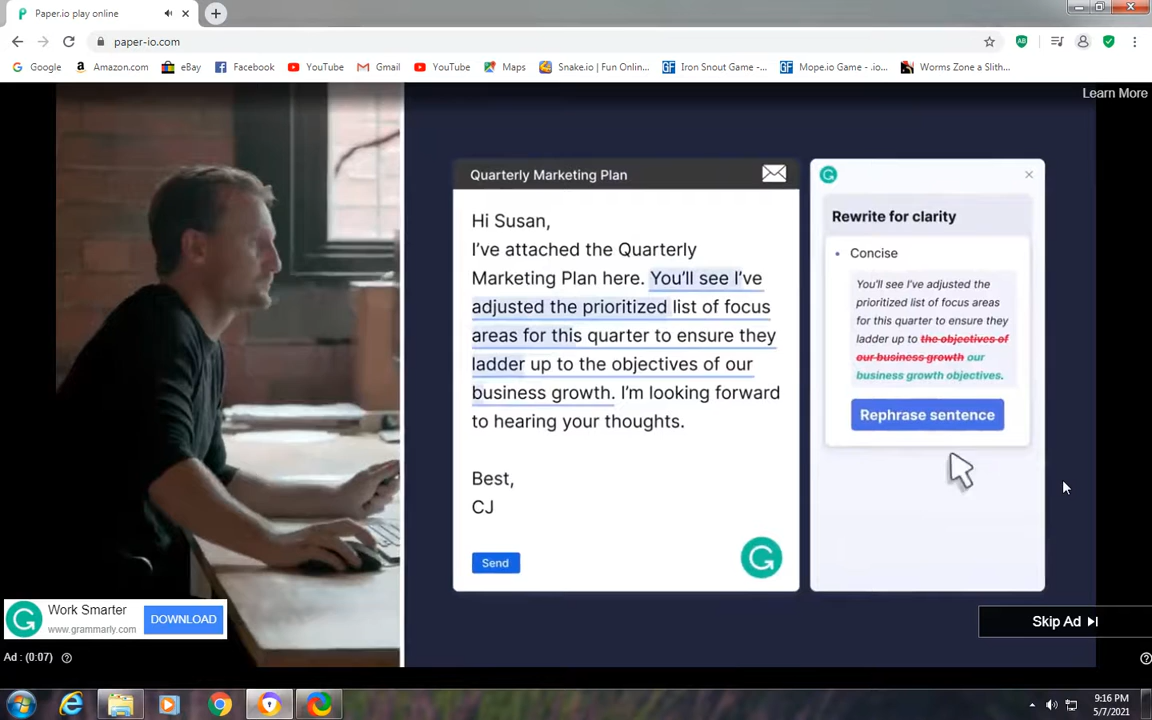 Paper.io play online
paper-io.com
Google
Amazon.com
eBay
Facebook
YouTube
Gmail
YouTube
Maps
Snake.io | Fun Onlin...
Iron Snout Game -...
Mope.io Game - .io...
Worms Zone a Slith...
Learn More
Quarterly Marketing Plan
Hi Susan,
I've attached the Quarterly
Marketing Plan here. You'll see I've
adjusted the prioritized list of focus
areas for this quarter to ensure they
ladder up to the objectives of our
business growth. I'm looking forward
to hearing your thoughts.
Best,
CJ
Send
Rewrite for clarity
• Concise
You'll see I've adjusted the
prioritized list of focus areas
for this quarter to ensure they
ladder up to the objectives of
our business growth our
business growth objectives.
Rephrase sentence
Work Smarter
www.grammarly.com
DOWNLOAD
Skip Ad
Ad : (0:07)
9:16 PM
5/7/2021